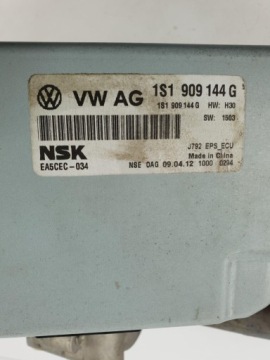 VW AG 1S1 909 144 G
1S1 909 144 G HW: H30
SW: 1503
NSK
EA5CEC-034
J792 EPS_ECU
Made in China
NSE OAG 09.04.12 1000 0294